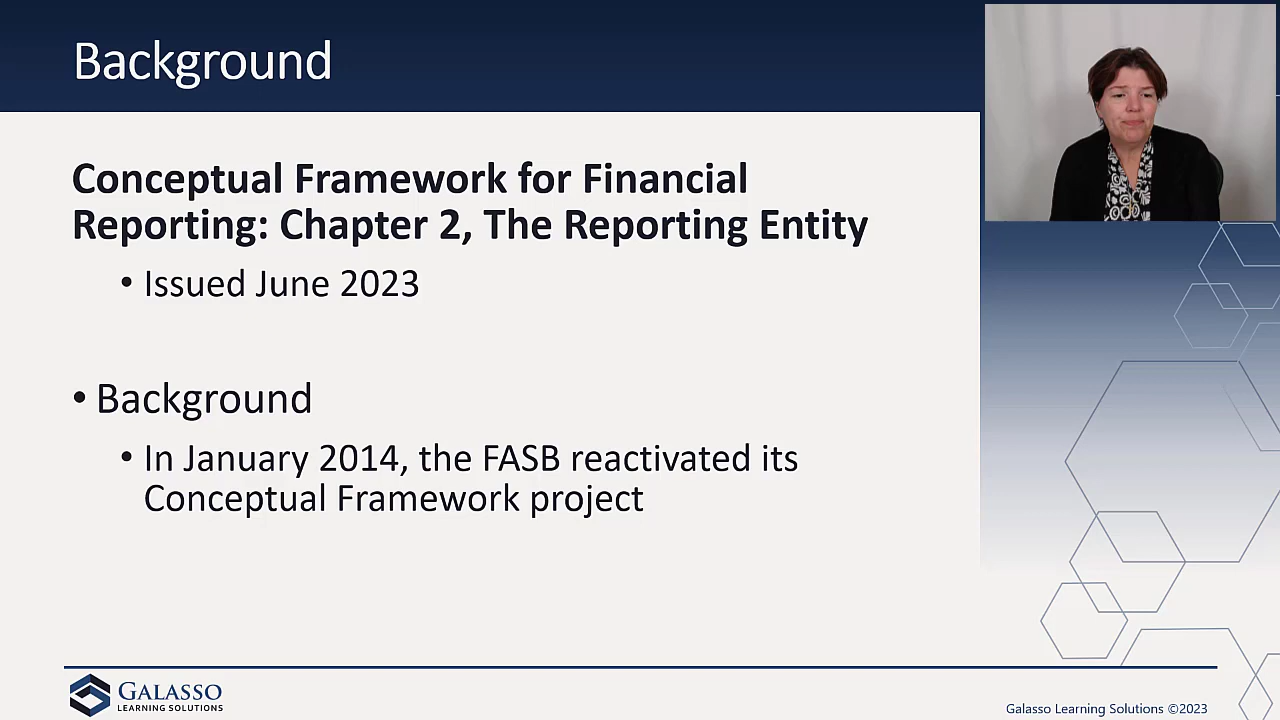 Background
Conceptual Framework for Financial
Reporting: Chapter 2, The Reporting Entity
• Issued June 2023
• Background
• In January 2014, the FASB reactivated its
Conceptual Framework project
GALASSO
LEARNING SOLUTIONS
Galasso Learning Solutions ©2023